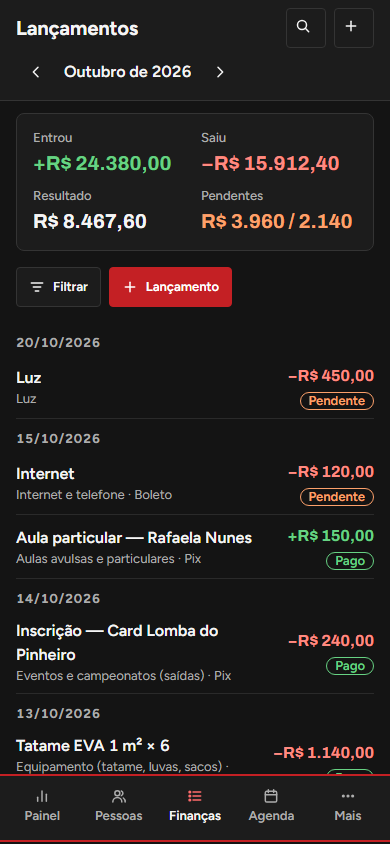 Lançamentos
Outubro de 2026
Entrou
Saiu
+R$ 24.380,00
−R$ 15.912,40
Resultado
Pendentes
R$ 8.467,60
R$ 3.960 / 2.140
Filtrar
Lançamento
20/10/2026
Luz
−R$ 450,00
Luz
Pendente
15/10/2026
Internet
−R$ 120,00
Internet e telefone · Boleto
Pendente
Aula particular — Rafaela Nunes
+R$ 150,00
Aulas avulsas e particulares · Pix
Pago
14/10/2026
Inscrição — Card Lomba do
Pinheiro
−R$ 240,00
Eventos e campeonatos (saídas) · Pix
Pago
13/10/2026
Tatame EVA 1 m² × 6
−R$ 1.140,00
Equipamento (tatame, luvas, sacos) ·
Painel
Pessoas
Finanças
Agenda
Mais